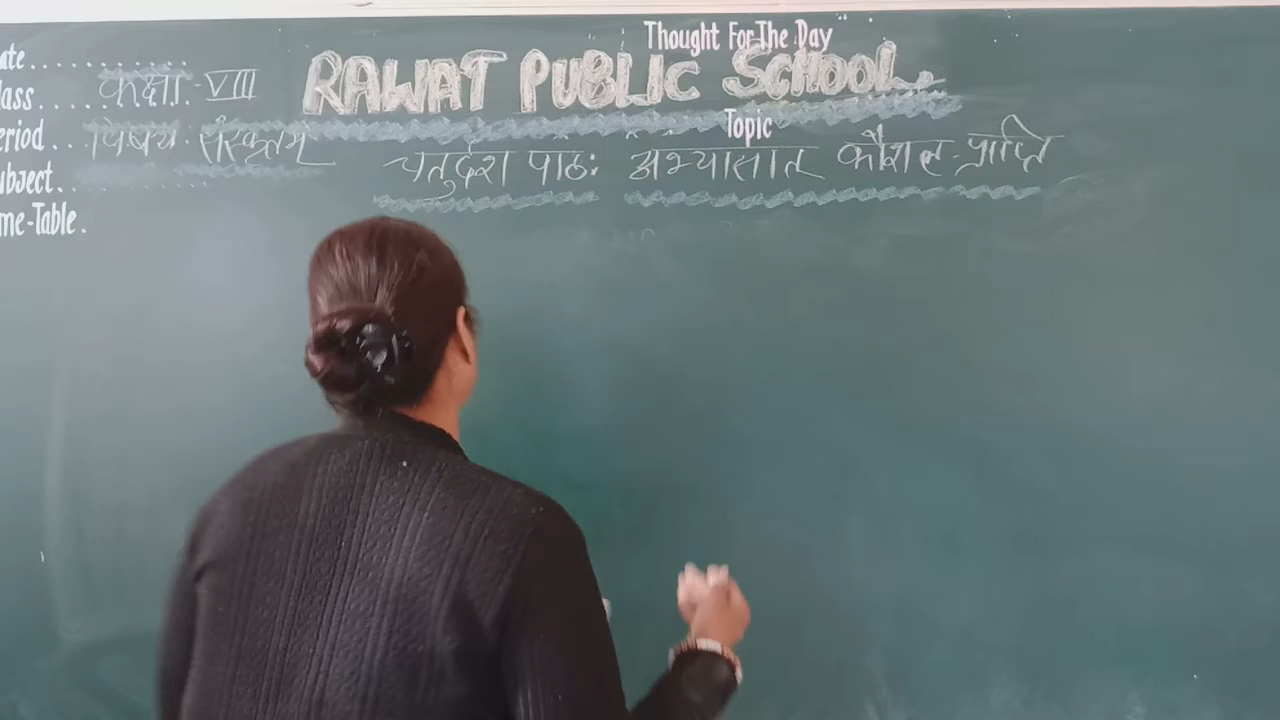 Thought For The Day
ate
RAWAT PUBLIC SCHOOL
lass कक्षा - VIII
Topic
eriod विषय संस्कृतम्
चतुर्दश पाठः अभ्यासात् कौशल-प्राप्ति
ubject
me-Table